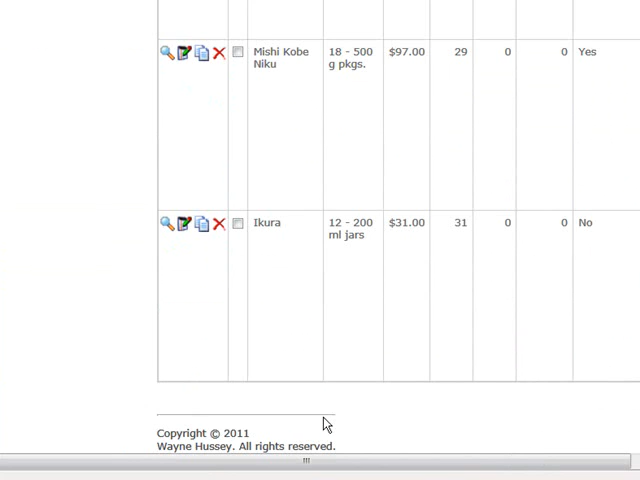 Mishi Kobe 18 - 500 $97.00 29 0 0 Yes
Niku g pkgs.
Ikura 12 - 200 $31.00 31 0 0 No
ml jars
Copyright © 2011
Wayne Hussey. All rights reserved.